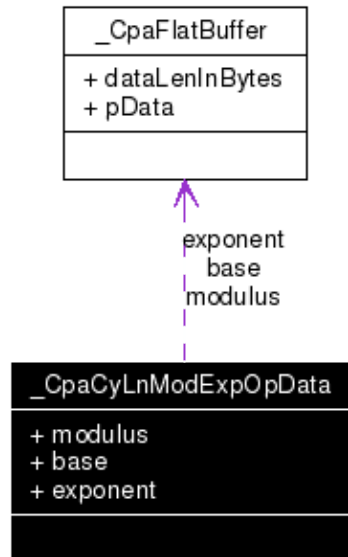 _CpaFlatBuffer
+ dataLenInBytes
+ pData
exponent
base
modulus
_CpaCyLnModExpOpData
+ modulus
+ base
+ exponent